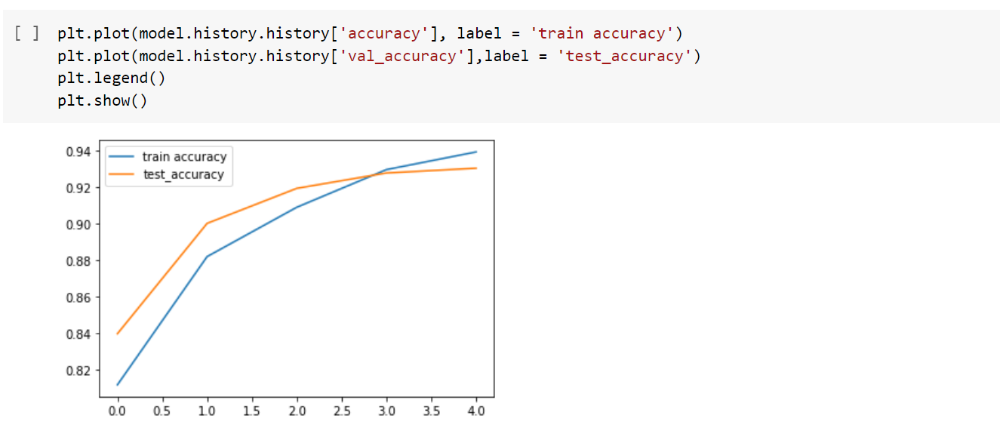 [ ] plt.plot(model.history.history['accuracy'], label = 'train accuracy')
plt.plot(model.history.history['val_accuracy'],label = 'test_accuracy')
plt.legend()
plt.show()
train accuracy
test_accuracy
0.94
0.92
0.90
0.88
0.86
0.84
0.82
0.0 0.5 1.0 1.5 2.0 2.5 3.0 3.5 4.0